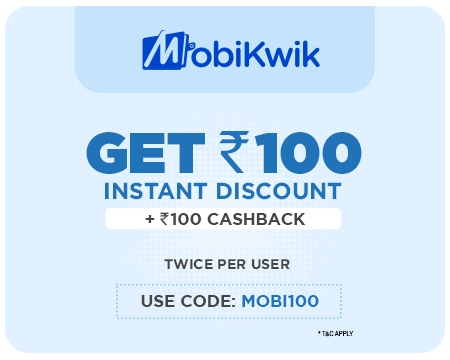 MobiKwik
GET ₹100
INSTANT DISCOUNT
+ ₹100 CASHBACK
TWICE PER USER
USE CODE: MOBI100
* T&C APPLY